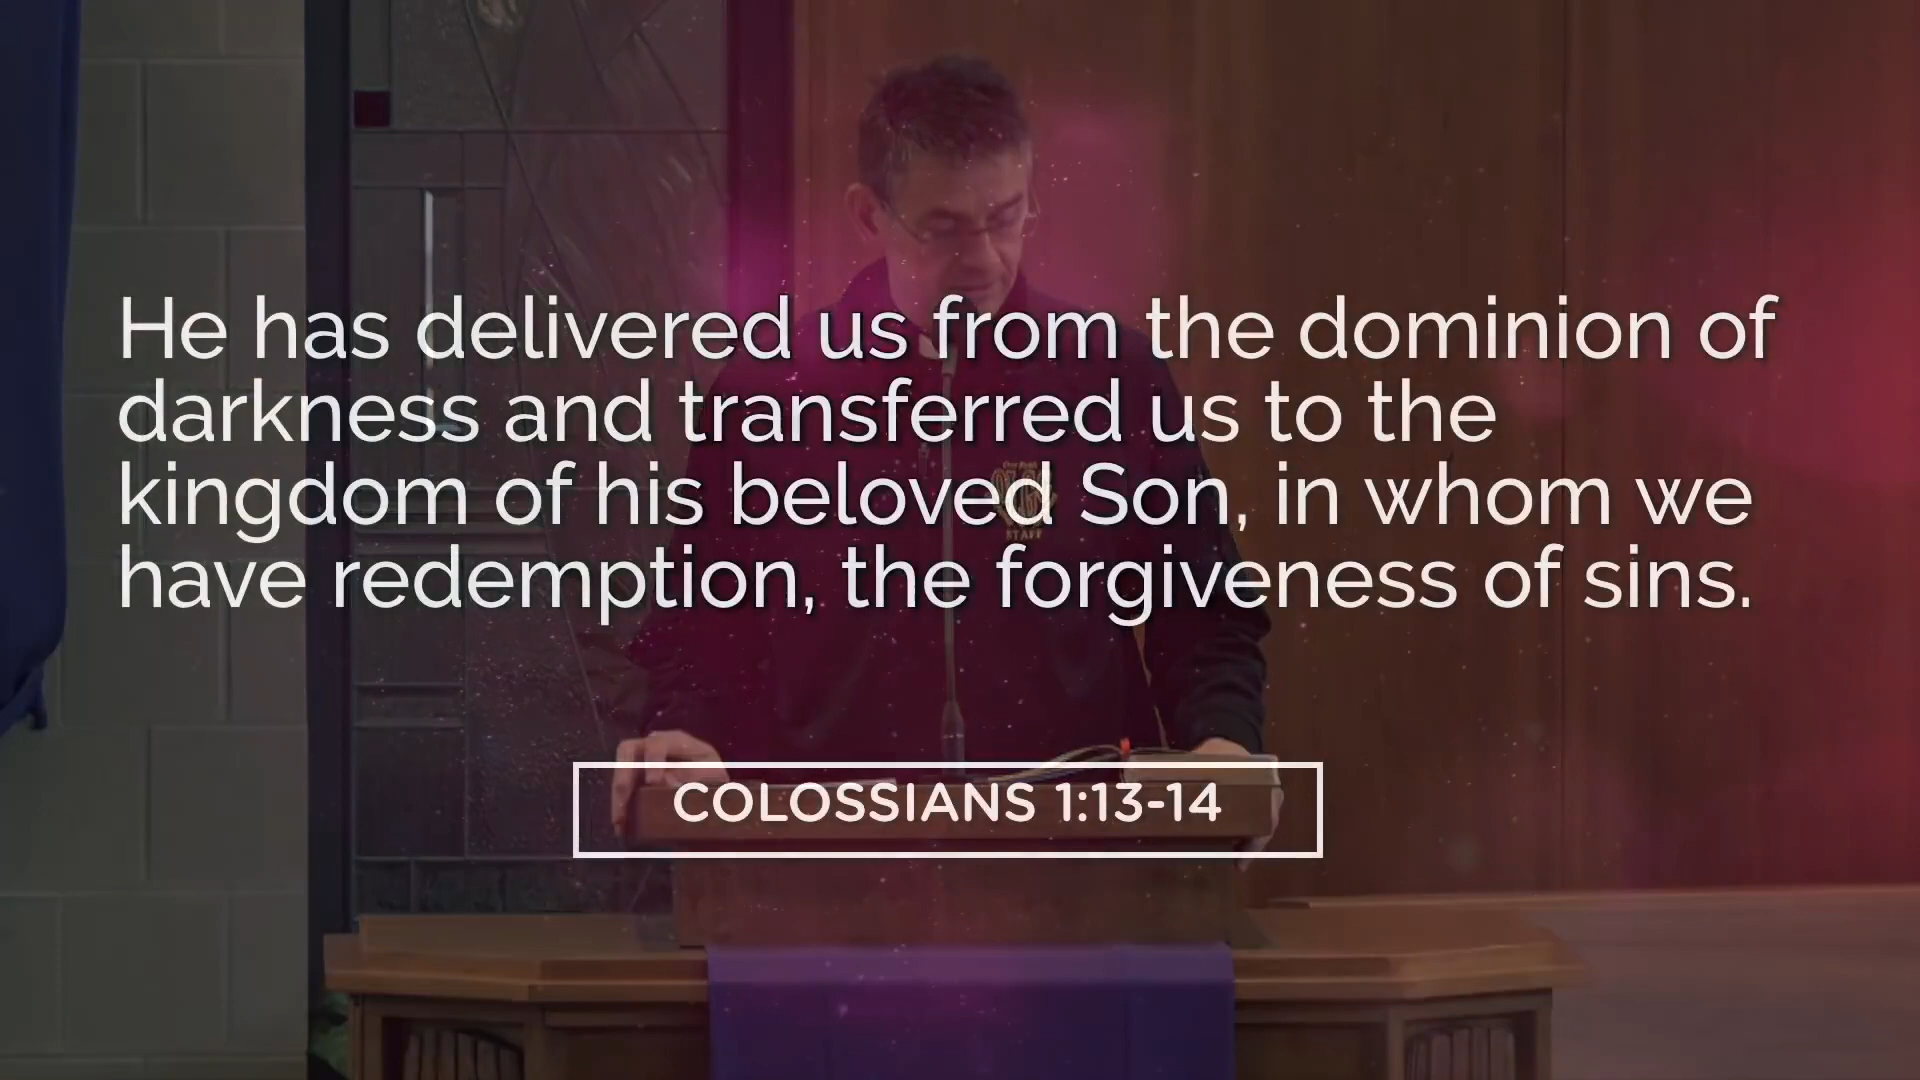 He has delivered us from the dominion of
darkness and transferred us to the
kingdom of his beloved Son, in whom we
have redemption, the forgiveness of sins.
STAFF
COLOSSIANS 1:13-14